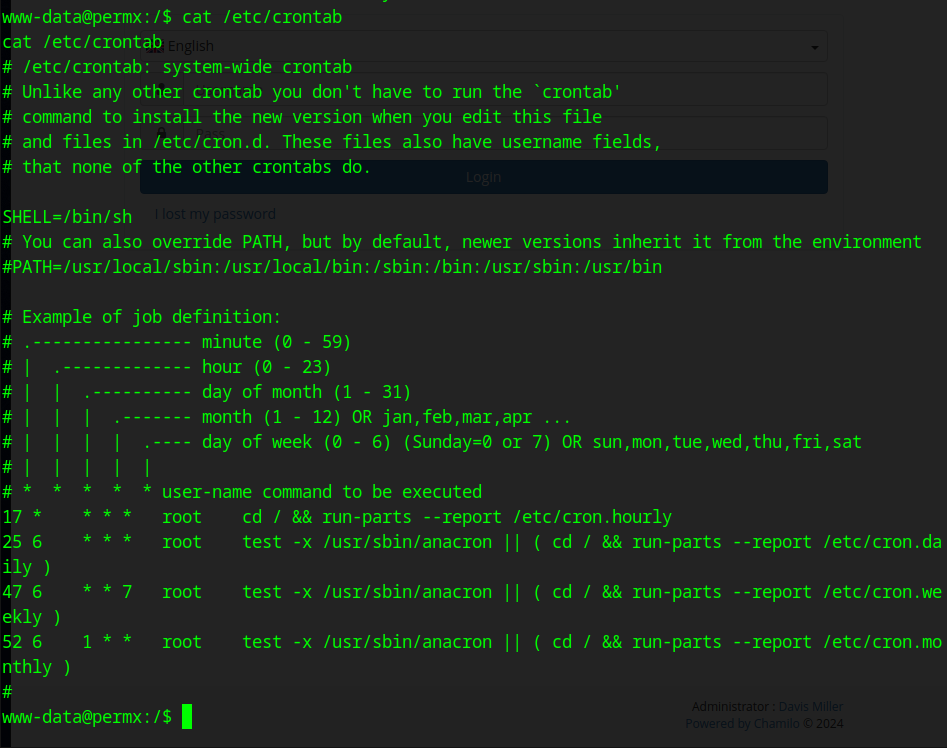 www-data@permx:/$ cat /etc/crontab
cat /etc/crontab
English
# /etc/crontab: system-wide crontab
# Unlike any other crontab you don't have to run the `crontab'
# command to install the new version when you edit this file
# and files in /etc/cron.d. These files also have username fields,
# that none of the other crontabs do.
Login
I lost my password
SHELL=/bin/sh
# You can also override PATH, but by default, newer versions inherit it from the environment
#PATH=/usr/local/sbin:/usr/local/bin:/sbin:/bin:/usr/sbin:/usr/bin
# Example of job definition:
# .---------------- minute (0 - 59)
# |  .------------- hour (0 - 23)
# |  |  .---------- day of month (1 - 31)
# |  |  |  .------- month (1 - 12) OR jan,feb,mar,apr ...
# |  |  |  |  .---- day of week (0 - 6) (Sunday=0 or 7) OR sun,mon,tue,wed,thu,fri,sat
# |  |  |  |  |
# *  *  *  *  * user-name command to be executed
17 *    * * *   root    cd / && run-parts --report /etc/cron.hourly
25 6    * * *   root    test -x /usr/sbin/anacron || ( cd / && run-parts --report /etc/cron.da
ily )
47 6    * * 7   root    test -x /usr/sbin/anacron || ( cd / && run-parts --report /etc/cron.we
ekly )
52 6    1 * *   root    test -x /usr/sbin/anacron || ( cd / && run-parts --report /etc/cron.mo
nthly )
#
www-data@permx:/$
Administrator : Davis Miller
Powered by Chamilo © 2024